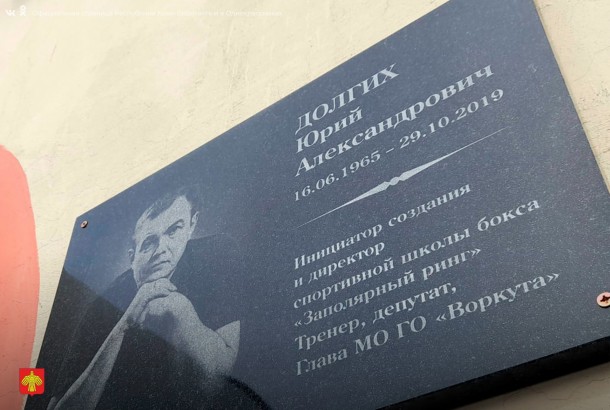 ДОЛГИХ
Юрий
Александрович
16.06.1965 – 29.10.2019
Инициатор создания
и директор
спортивной школы бокса
«Заполярный ринг»
Тренер, депутат,
Глава МО ГО «Воркута»